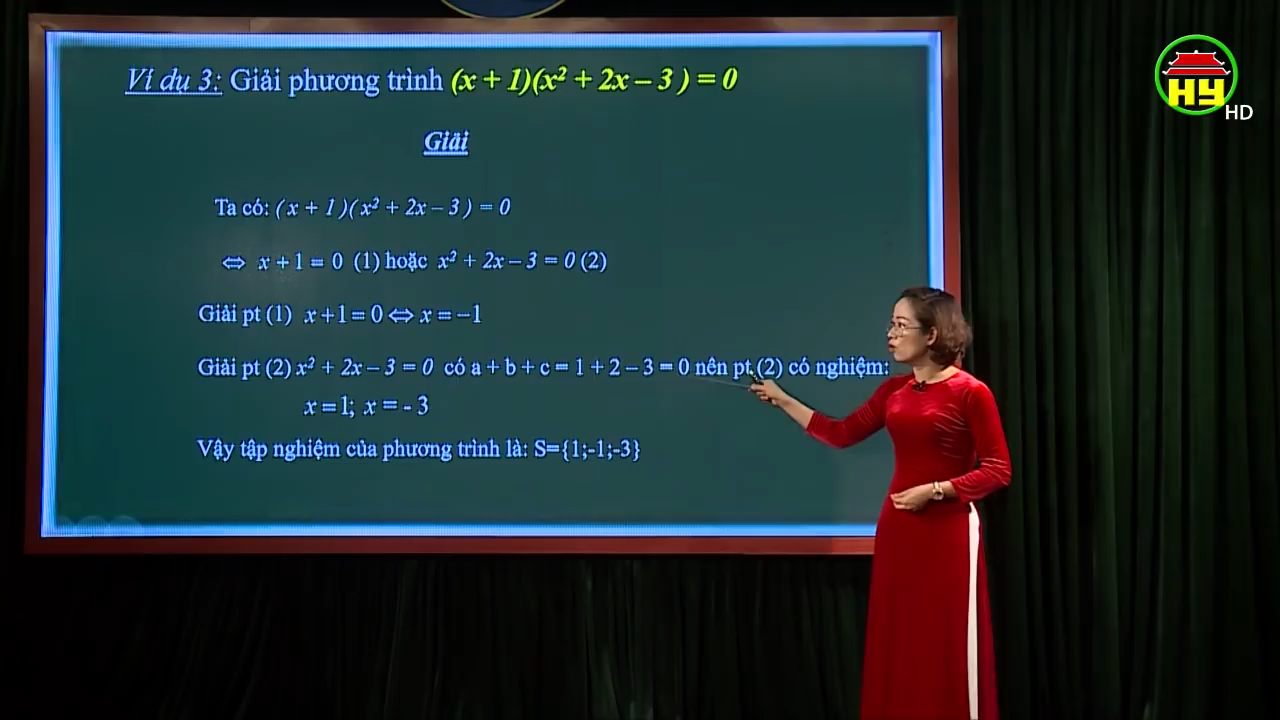 Ví dụ 3: Giải phương trình (x + 1)(x² + 2x – 3 ) = 0
Giải
Ta có: ( x + 1 )( x² + 2x – 3 ) = 0
⇔ x + 1 = 0 (1) hoặc x² + 2x – 3 = 0 (2)
Giải pt (1) x + 1 = 0 ⇔ x = −1
Giải pt (2) x² + 2x – 3 = 0 có a + b + c = 1 + 2 – 3 = 0 nên pt (2) có nghiệm:
x = 1; x = - 3
Vậy tập nghiệm của phương trình là: S={1;-1;-3}
HY
HD